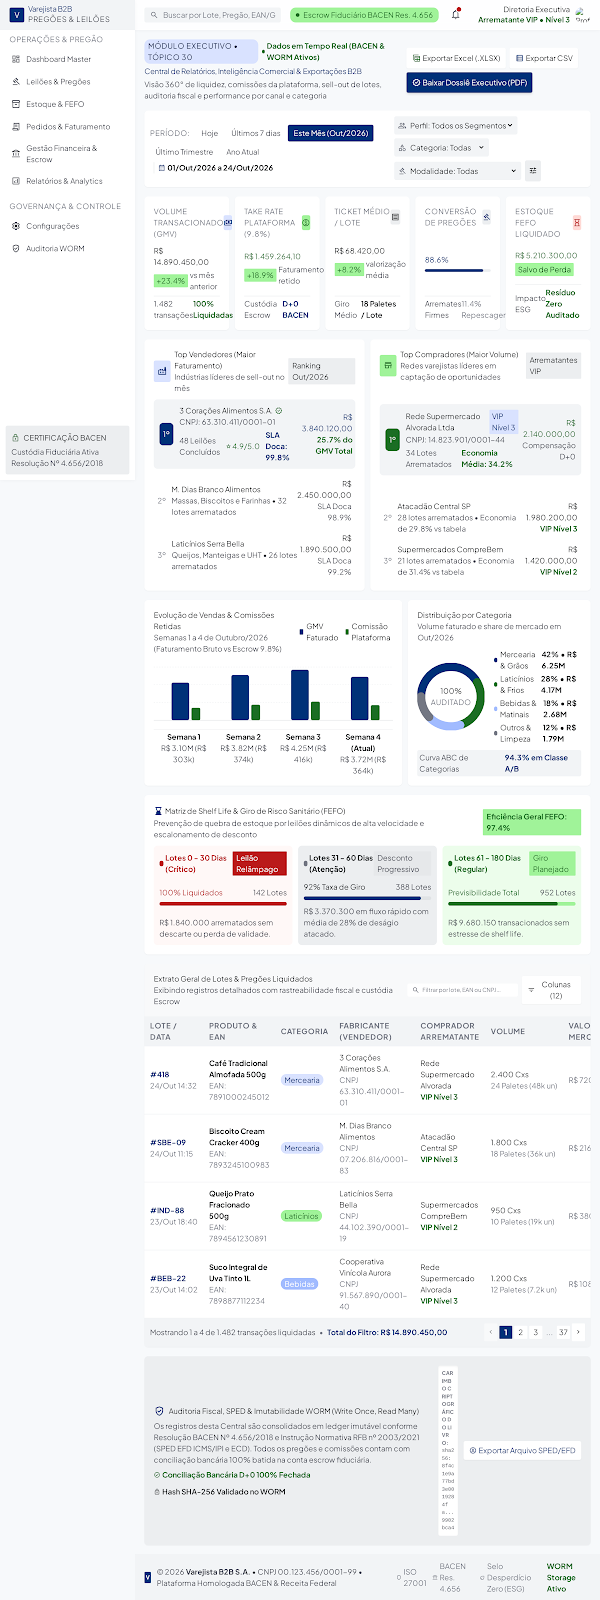 V Varejista B2B
PREGÕES & LEILÕES
Buscar por Lote, Pregão, EAN/G
Escrow Fiduciário BACEN Res. 4.656
Diretoria Executiva
Arrematante VIP • Nível 3
OPERAÇÕES & PREGÃO
Dashboard Master
Leilões & Pregões
Estoque & FEFO
Pedidos & Faturamento
Gestão Financeira &
Escrow
Relatórios & Analytics
GOVERNANÇA & CONTROLE
Configurações
Auditoria WORM
CERTIFICAÇÃO BACEN
Custódia Fiduciária Ativa
Resolução Nº 4.656/2018
MÓDULO EXECUTIVO •
TÓPICO 30
Dados em Tempo Real (BACEN &
WORM Ativos)
Central de Relatórios, Inteligência Comercial & Exportações B2B
Visão 360° de liquidez, comissões da plataforma, sell-out de lotes,
auditoria fiscal e performance por canal e categoria
Exportar Excel (.XLSX)
Exportar CSV
Baixar Dossiê Executivo (PDF)
PERÍODO:
Hoje
Últimos 7 dias
Este Mês (Out/2026)
Último Trimestre
Ano Atual
01/Out/2026 a 24/Out/2026
Perfil: Todos os Segmentos
Categoria: Todas
Modalidade: Todas
VOLUME
TRANSACIONADO
(GMV)
R$
14.890.450,00
+23.4%
vs mês
anterior
1.482
transações
100%
Liquidadas
TAKE RATE
PLATAFORMA
(9.8%)
R$ 1.459.264,10
+18.9%
Faturamento
retido
Custódia
Escrow
D+0
BACEN
TICKET MÉDIO
/ LOTE
R$ 68.420,00
+8.2%
valorização
média
Giro
Médio
18 Paletes
/ Lote
CONVERSÃO
DE PREGÕES
88.6%
Arremates
Firmes
11.4%
Repescagem
ESTOQUE
FEFO
LIQUIDADO
R$ 5.210.300,00
Salvo de Perda
Impacto
ESG
Resíduo
Zero
Auditado
Top Vendedores (Maior
Faturamento)
Indústrias líderes de sell-out no
mês
Ranking
Out/2026
1º
3 Corações Alimentos S.A.
CNPJ: 63.310.411/0001-01
48 Leilões
Concluídos
4.9/5.0
SLA
Doca:
99.8%
R$
3.840.120,00
25.7% do
GMV Total
2º
M. Dias Branco Alimentos
Massas, Biscoitos e Farinhas • 32
lotes arrematados
R$
2.450.000,00
SLA Doca
98.9%
3º
Laticínios Serra Bella
Queijos, Manteigas e UHT • 26 lotes
arrematados
R$
1.890.500,00
SLA Doca
99.2%
Top Compradores (Maior Volume)
Redes varejistas líderes em
captação de oportunidades
Arrematantes
VIP
1º
Rede Supermercado
Alvorada Ltda
VIP
Nível 3
CNPJ: 14.823.901/0001-44
34 Lotes
Arrematados
Economia
Média: 34.2%
R$
2.140.000,00
Compensação
D+0
2º
Atacadão Central SP
28 lotes arrematados • Economia
de 29.8% vs tabela
R$
1.980.200,00
VIP Nível 3
3º
Supermercados CompreBem
21 lotes arrematados • Economia
de 31.4% vs tabela
R$
1.420.000,00
VIP Nível 2
Evolução de Vendas & Comissões
Retidas
Semanas 1 a 4 de Outubro/2026
(Faturamento Bruto vs Escrow 9.8%)
GMV
Faturado
Comissão
Plataforma
Semana 1
R$ 3.10M (R$
303k)
Semana 2
R$ 3.82M (R$
374k)
Semana 3
R$ 4.25M (R$
416k)
Semana 4
(Atual)
R$ 3.72M (R$
364k)
Distribuição por Categoria
Volume faturado e share de mercado em
Out/2026
100%
AUDITADO
Mercearia
& Grãos
42% • R$
6.25M
Laticínios
& Frios
28% • R$
4.17M
Bebidas &
Matinais
18% • R$
2.68M
Outros &
Limpeza
12% • R$
1.79M
Curva ABC de
Categorias
94.3% em Classe
A/B
Matriz de Shelf Life & Giro de Risco Sanitário (FEFO)
Prevenção de quebra de estoque por leilões dinâmicos de alta velocidade e
escalonamento de desconto
Eficiência Geral FEFO:
97.4%
Lotes 0 - 30 Dias
(Crítico)
Leilão
Relâmpago
100% Liquidados
142 Lotes
R$ 1.840.000 arrematados sem
descarte ou perda de validade.
Lotes 31 - 60 Dias
(Atenção)
Desconto
Progressivo
92% Taxa de Giro
388 Lotes
R$ 3.370.300 em fluxo rápido com
média de 28% de deságio
atacado.
Lotes 61 - 180 Dias
(Regular)
Giro
Planejado
Previsibilidade Total
952 Lotes
R$ 9.680.150 transacionados sem
estresse de shelf life.
Extrato Geral de Lotes & Pregões Liquidados
Exibindo registros detalhados com rastreabilidade fiscal e custódia
Escrow
Filtrar por lote, EAN ou CNPJ...
Colunas
(12)
LOTE /
DATA
PRODUTO &
EAN
CATEGORIA
FABRICANTE
(VENDEDOR)
COMPRADOR
ARREMATANTE
VOLUME
VALO
MERC
#418
24/Out 14:32
Café Tradicional
Almofada 500g
EAN:
7891000245012
Mercearia
3 Corações
Alimentos S.A.
CNPJ
63.310.411/0001-
01
Rede
Supermercado
Alvorada
VIP Nível 3
2.400 Cxs
24 Paletes (48k un)
R$ 720
#SBE-09
24/Out 11:15
Biscoito Cream
Cracker 400g
EAN:
7893245100983
Mercearia
M. Dias Branco
Alimentos
CNPJ
07.206.816/0001-
83
Atacadão
Central SP
VIP Nível 3
1.800 Cxs
18 Paletes (36k un)
R$ 216
#IND-88
23/Out 18:40
Queijo Prato
Fracionado
500g
EAN:
7894561230891
Laticínios
Laticínios Serra
Bella
CNPJ
44.102.390/0001-
19
Supermercados
CompreBem
VIP Nível 2
950 Cxs
10 Paletes (19k un)
R$ 380
#BEB-22
23/Out 14:02
Suco Integral de
Uva Tinto 1L
EAN:
7898877112234
Bebidas
Cooperativa
Vinícola Aurora
CNPJ
91.567.890/0001-
40
Rede
Supermercado
Alvorada
VIP Nível 3
1.200 Cxs
12 Paletes (7.2k un)
R$ 108
Mostrando 1 a 4 de 1.482 transações liquidadas • Total do Filtro: R$ 14.890.450,00
‹ 1 2 3 ... 37 ›
Auditoria Fiscal, SPED & Imutabilidade WORM (Write Once, Read Many)
Os registros desta Central são consolidados em ledger imutável conforme
Resolução BACEN Nº 4.656/2018 e Instrução Normativa RFB nº 2003/2021
(SPED EFD ICMS/IPI e ECD). Todos os pregões e comissões contam com
conciliação bancária 100% batida na conta escrow fiduciária.
Conciliação Bancária D+0 100% Fechada
Hash SHA-256 Validado no WORM
CAR
IMB
O C
RIPT
OGR
ÁFIC
O DO
LIV
RO:
sha2
56:
8f4c
1e9a
77bd
3e00
1928
4f
e...
9902
bca4
Exportar Arquivo SPED/EFD
V © 2026 Varejista B2B S.A. • CNPJ 00.123.456/0001-99 •
Plataforma Homologada BACEN & Receita Federal
ISO
27001
BACEN
Res.
4.656
Selo
Desperdício
Zero (ESG)
WORM
Storage
Ativo